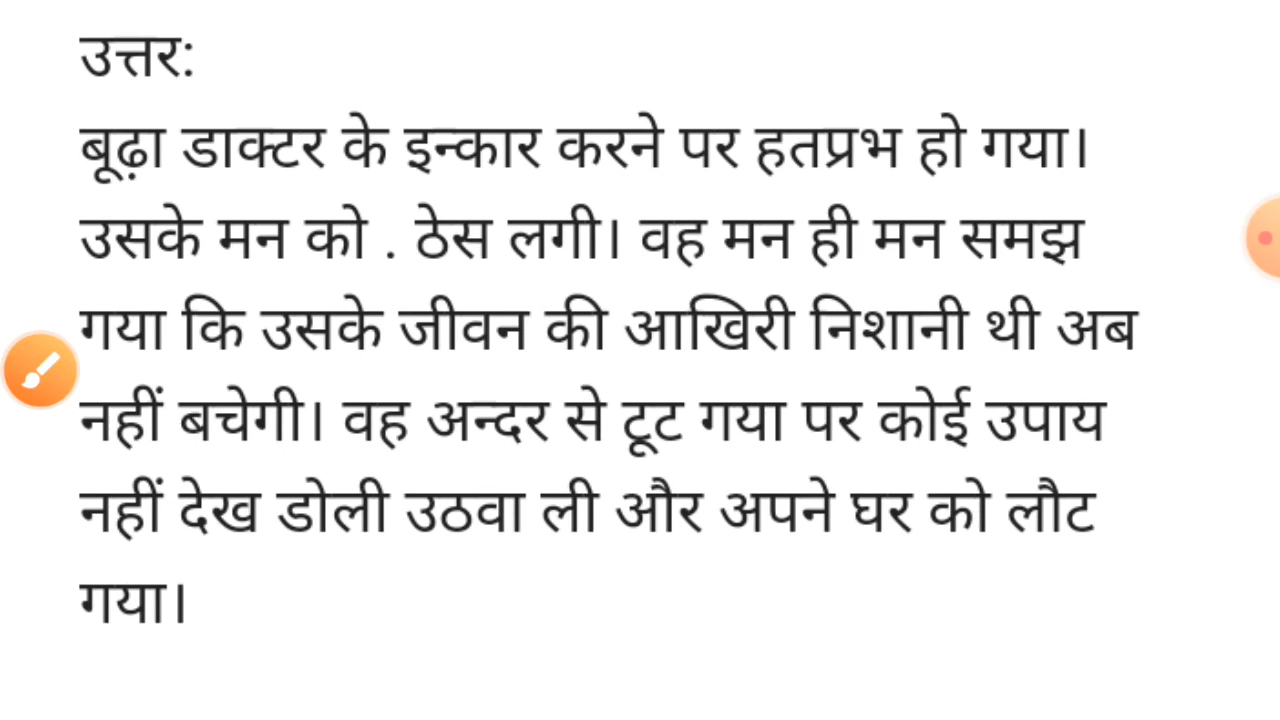 उत्तर:
बूढ़ा डाक्टर के इन्कार करने पर हतप्रभ हो गया।
उसके मन को . ठेस लगी। वह मन ही मन समझ
गया कि उसके जीवन की आखिरी निशानी थी अब
नहीं बचेगी। वह अन्दर से टूट गया पर कोई उपाय
नहीं देख डोली उठवा ली और अपने घर को लौट
गया।